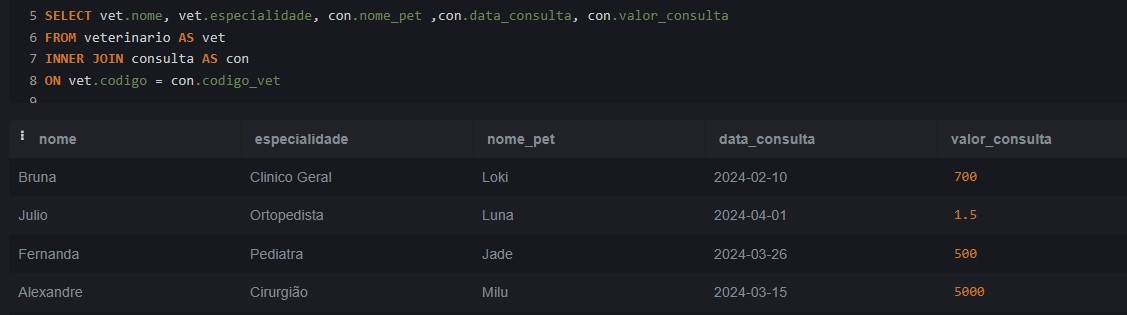 5 SELECT vet.nome, vet.especialidade, con.nome_pet ,con.data_consulta, con.valor_consulta
6 FROM veterinario AS vet
7 INNER JOIN consulta AS con
8 ON vet.codigo = con.codigo_vet
9
nome especialidade nome_pet data_consulta valor_consulta
Bruna Clinico Geral Loki 2024-02-10 700
Julio Ortopedista Luna 2024-04-01 1.5
Fernanda Pediatra Jade 2024-03-26 500
Alexandre Cirurgião Milu 2024-03-15 5000